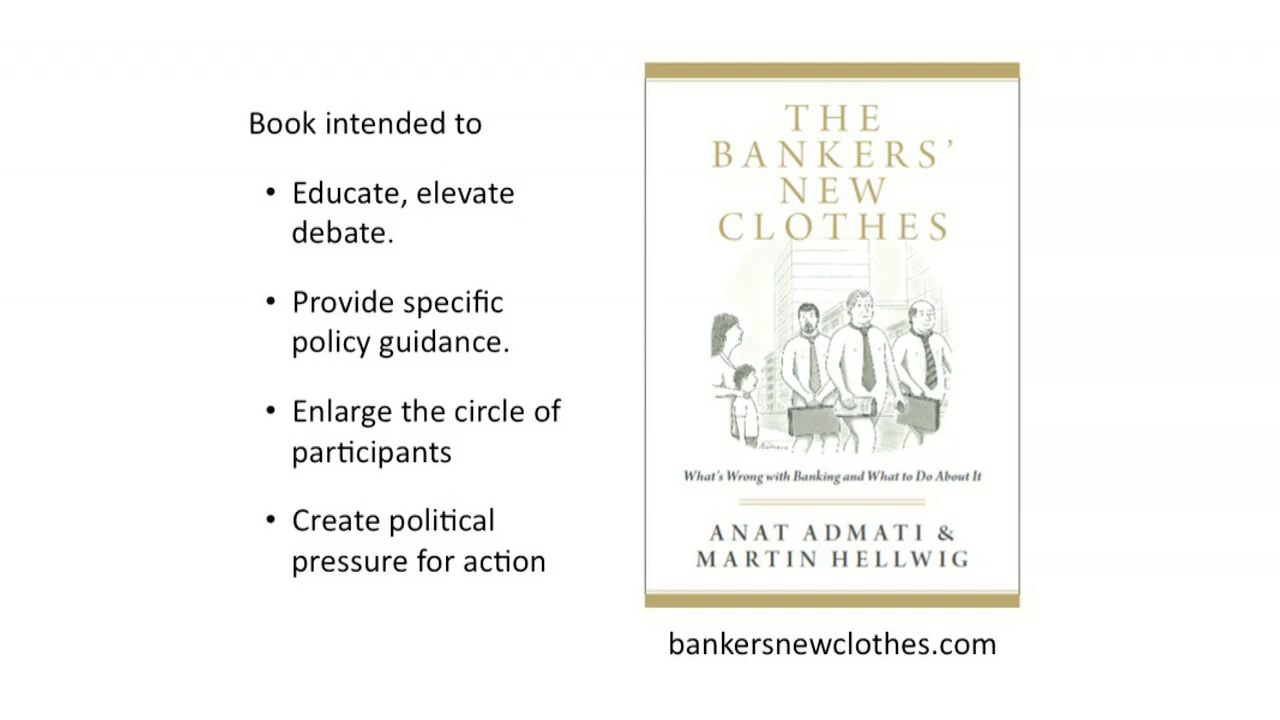 Book intended to
• Educate, elevate
debate.
• Provide specific
policy guidance.
• Enlarge the circle of
participants
• Create political
pressure for action
THE
BANKERS’
NEW
CLOTHES
What's Wrong with Banking and What to Do About It
ANAT ADMATI &
MARTIN HELLWIG
bankersnewclothes.com